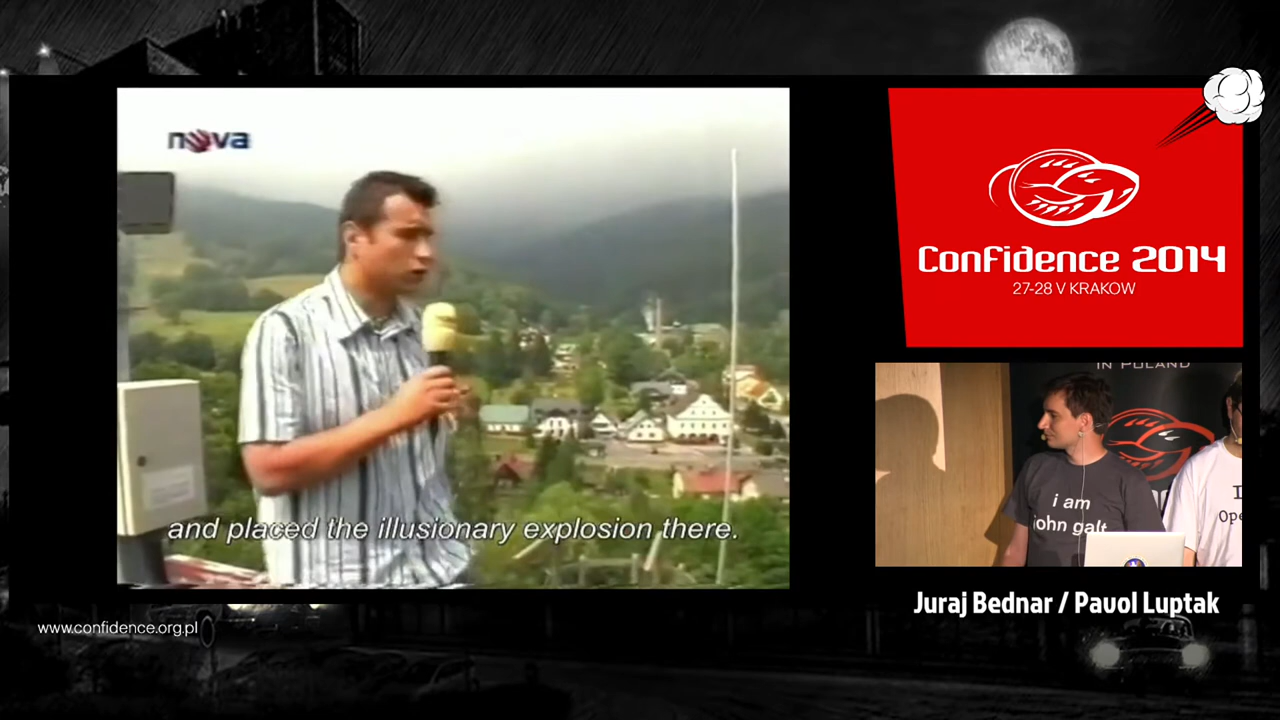 nova
and placed the illusionary explosion there.
Confidence 2014
27-28 V KRAKOW
IN POLAND
i am
john galt
I
Ope
Juraj Bednar / Pavol Luptak
www.confidence.org.pl